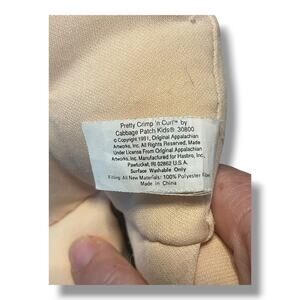 Pretty Crimp 'n Curl™ by
Cabbage Patch Kids® 30800
© Copyright 1991, Original Appalachian
Artworks, Inc. All Rights Reserved. Made
Under License From Original Appalachian
Artworks, Inc. Manufactured for Hasbro, Inc.,
Pawtucket, RI 02862 U.S.A.
Surface Washable Only
Filling: All New Materials: 100% Polyester Fiber
Made in China